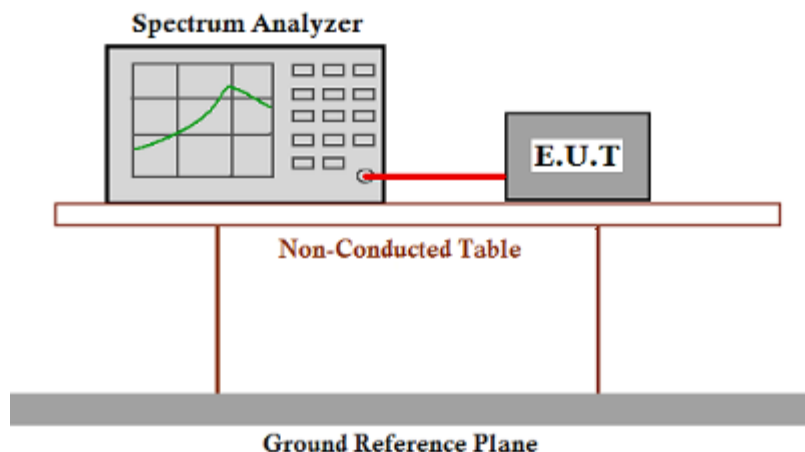 Spectrum Analyzer
E.U.T
Non-Conducted Table
Ground Reference Plane